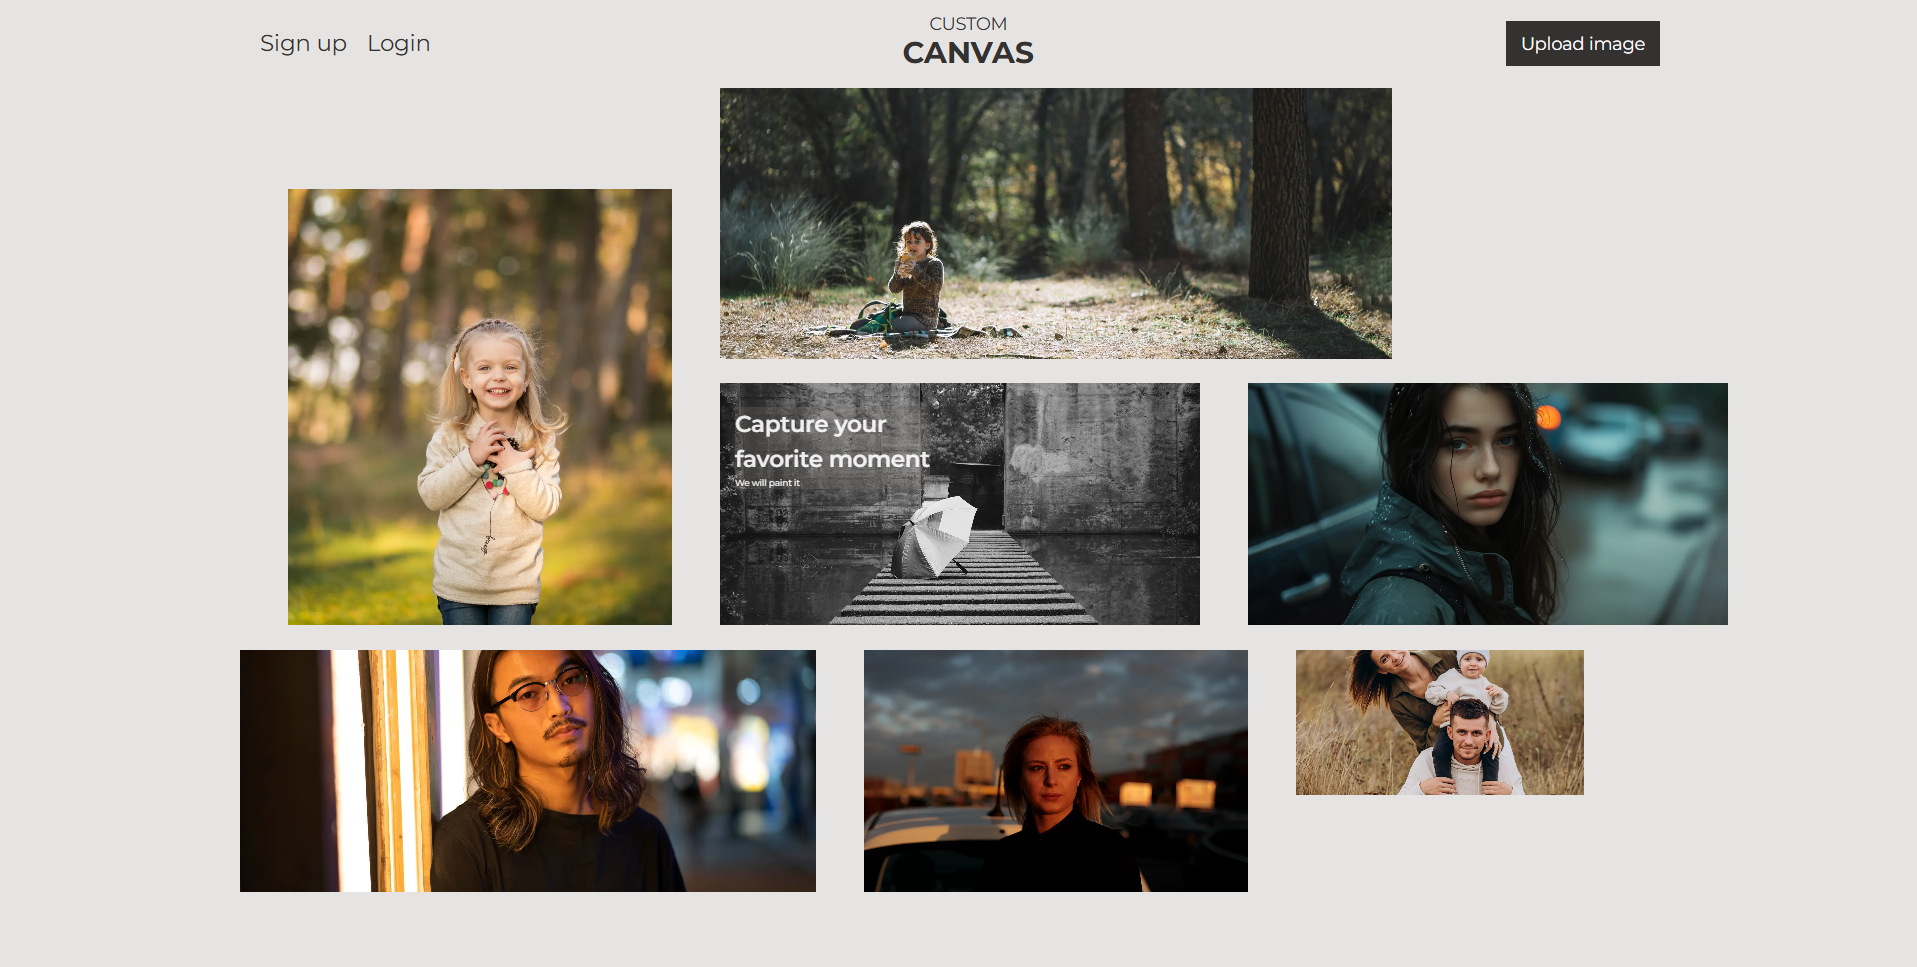 Sign up
Login
CUSTOM
CANVAS
Upload image
Capture your
favorite moment
We will paint it